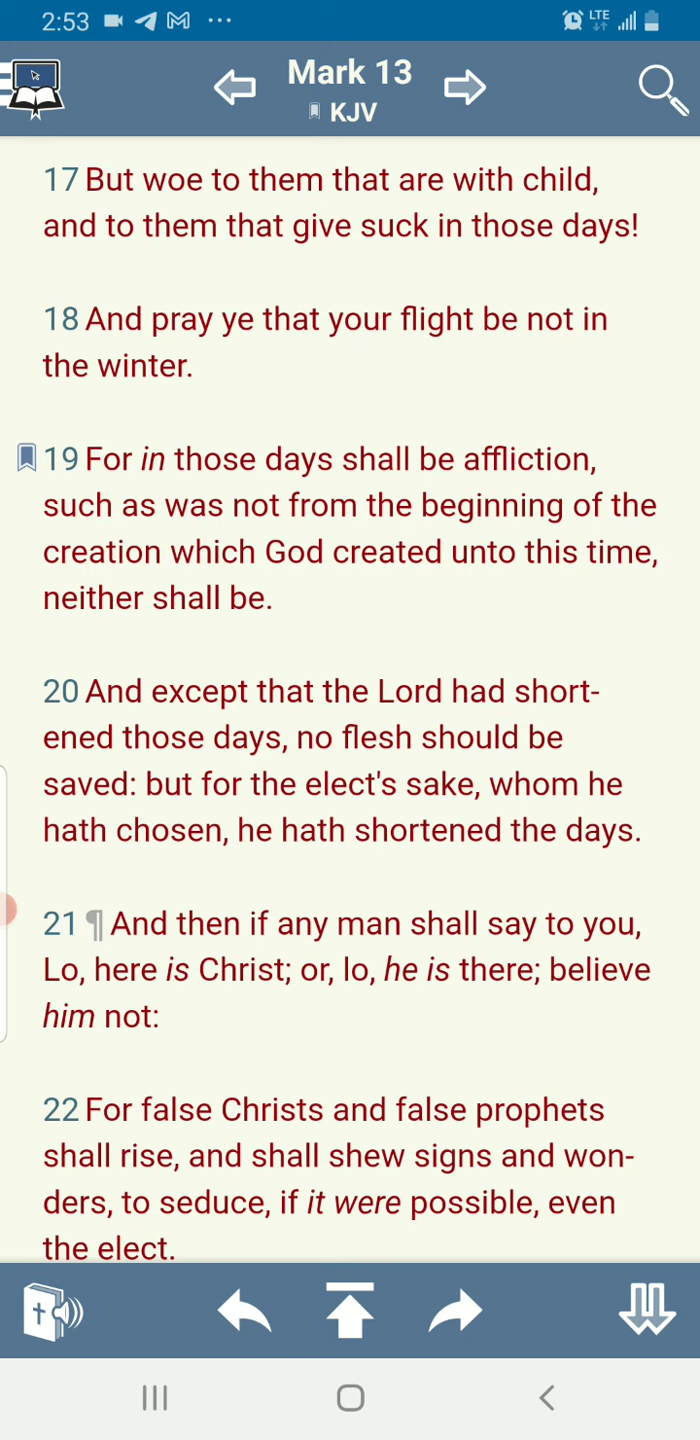 2:53
LTE
Mark 13
KJV
17 But woe to them that are with child,
and to them that give suck in those days!
18 And pray ye that your flight be not in
the winter.
19 For in those days shall be affliction,
such as was not from the beginning of the
creation which God created unto this time,
neither shall be.
20 And except that the Lord had short-
ened those days, no flesh should be
saved: but for the elect's sake, whom he
hath chosen, he hath shortened the days.
21 ¶ And then if any man shall say to you,
Lo, here is Christ; or, lo, he is there; believe
him not:
22 For false Christs and false prophets
shall rise, and shall shew signs and won-
ders, to seduce, if it were possible, even
the elect.